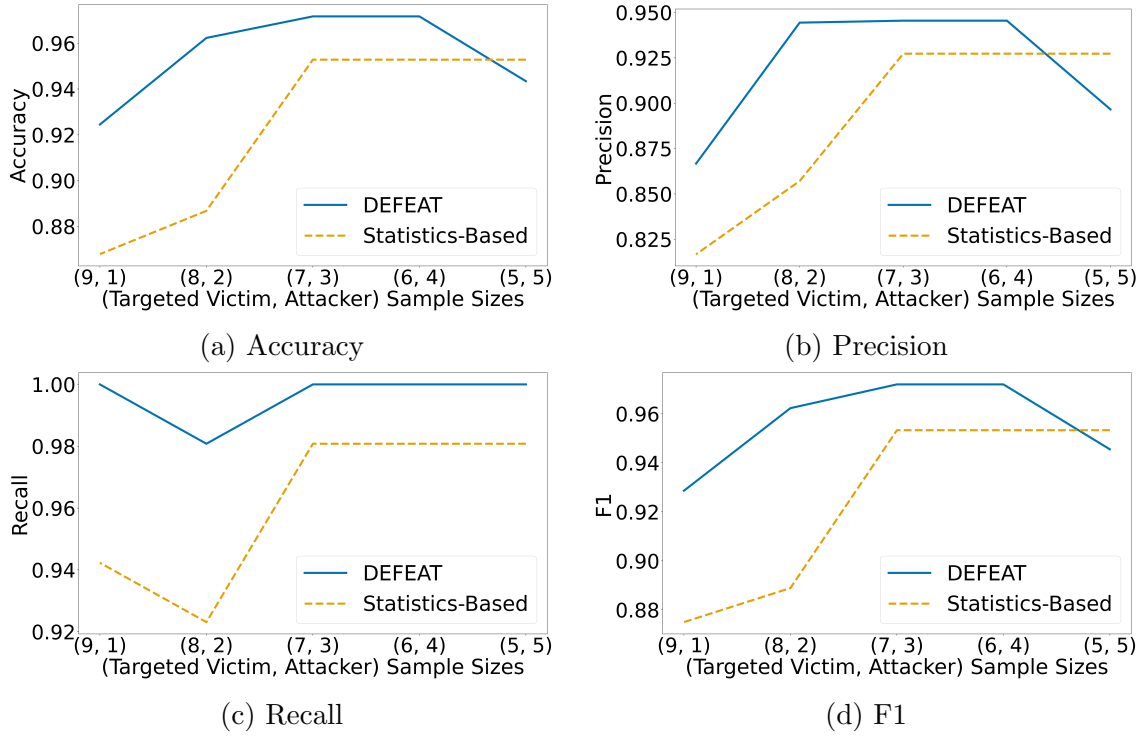 0.96
0.94
0.92
0.90
0.88
Accuracy
DEFEAT
Statistics-Based
(9, 1) (8, 2) (7, 3) (6, 4) (5, 5)
(Targeted Victim, Attacker) Sample Sizes
(a) Accuracy
0.950
0.925
0.900
0.875
0.850
0.825
Precision
DEFEAT
Statistics-Based
(9, 1) (8, 2) (7, 3) (6, 4) (5, 5)
(Targeted Victim, Attacker) Sample Sizes
(b) Precision
1.00
0.98
0.96
0.94
0.92
Recall
DEFEAT
Statistics-Based
(9, 1) (8, 2) (7, 3) (6, 4) (5, 5)
(Targeted Victim, Attacker) Sample Sizes
(c) Recall
0.96
0.94
0.92
0.90
0.88
F1
DEFEAT
Statistics-Based
(9, 1) (8, 2) (7, 3) (6, 4) (5, 5)
(Targeted Victim, Attacker) Sample Sizes
(d) F1